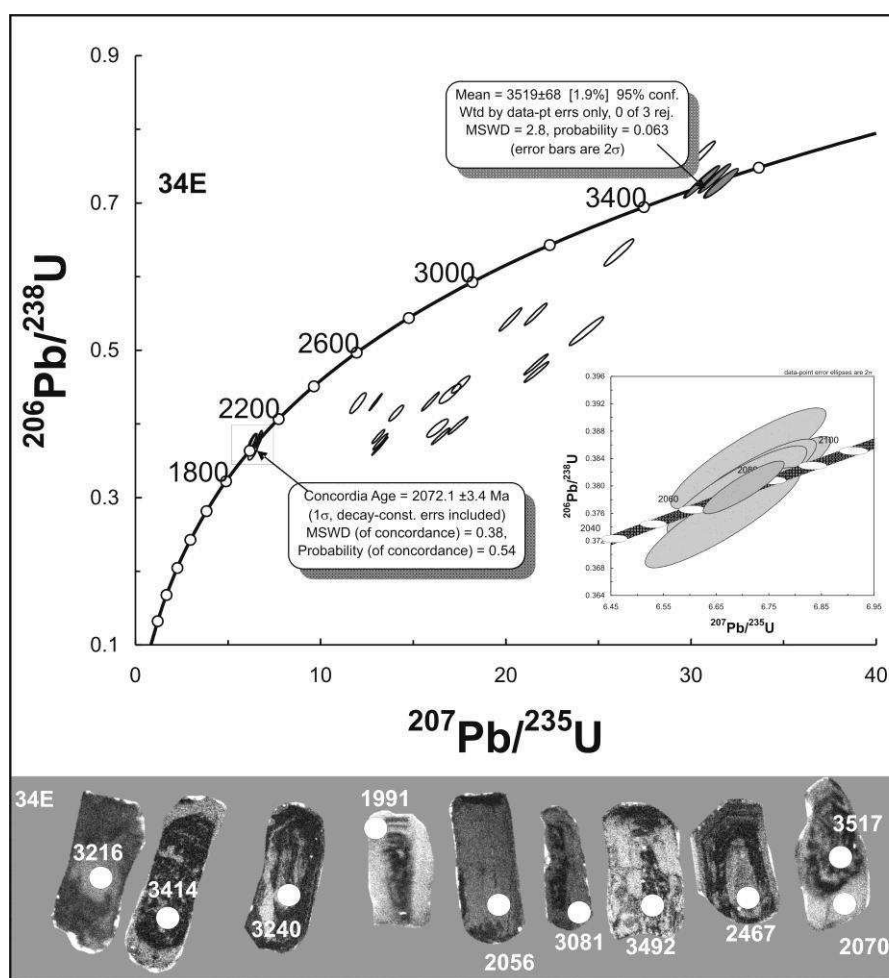 0.9
Mean = 3519±68 [1.9%] 95% conf.
Wtd by data-pt errs only, 0 of 3 rej.
MSWD = 2.8, probability = 0.063
(error bars are 2σ)
34E
0.7
3400
3000
206Pb/238U
2600
0.5
2200
1800
0.3
Concordia Age = 2072.1 ±3.4 Ma
(1σ, decay-const. errs included)
MSWD (of concordance) = 0.38,
Probability (of concordance) = 0.54
0.1
0 10 20 30 40
207Pb/235U
data-point error ellipses are 2σ
0.396
0.392
0.388
0.384
0.380
0.376
0.372
0.368
0.364
206Pb/238U
2100
2080
2060
2040
6.45 6.55 6.65 6.75 6.85 6.95
207Pb/235U
34E
3216
3414
3240
1991
2056
3081
3492
2467
3517
2070